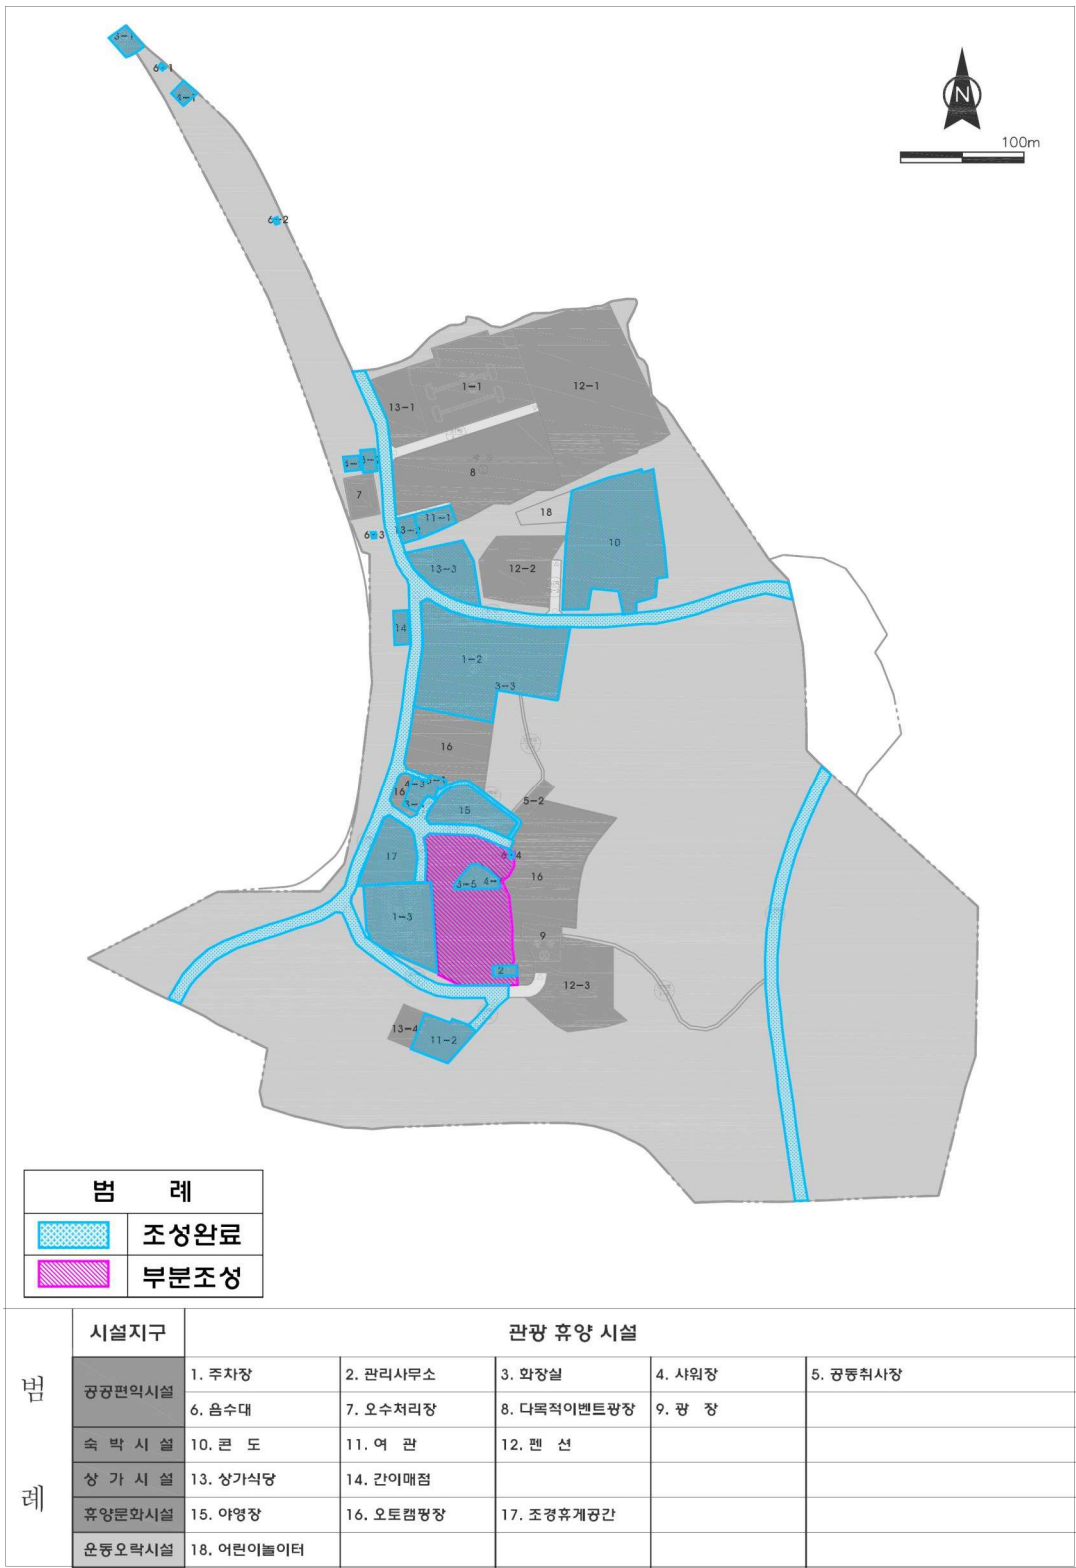 3-1
N
100m
6-1
6-2
1-1
12-1
13-1
8
7
11-1
18
6-3
10
13-3
12-2
14
1-2
3-3
16
4-3
16
5-2
15
17
6-4
3-5
16
1-3
9
2
12-3
13-4
11-2
범 례
조성완료
부분조성
범 례
시설지구 관광 휴양 시설
공공편익시설 1. 주차장 2. 관리사무소 3. 화장실 4. 샤워장 5. 공동취사장
6. 음수대 7. 오수처리장 8. 다목적이벤트광장 9. 광 장
숙 박 시 설 10. 콘 도 11. 여 관 12. 펜 션
상 가 시 설 13. 상가식당 14. 간이매점
휴양문화시설 15. 야영장 16. 오토캠핑장 17. 조경휴게공간
운동오락시설 18. 어린이놀이터